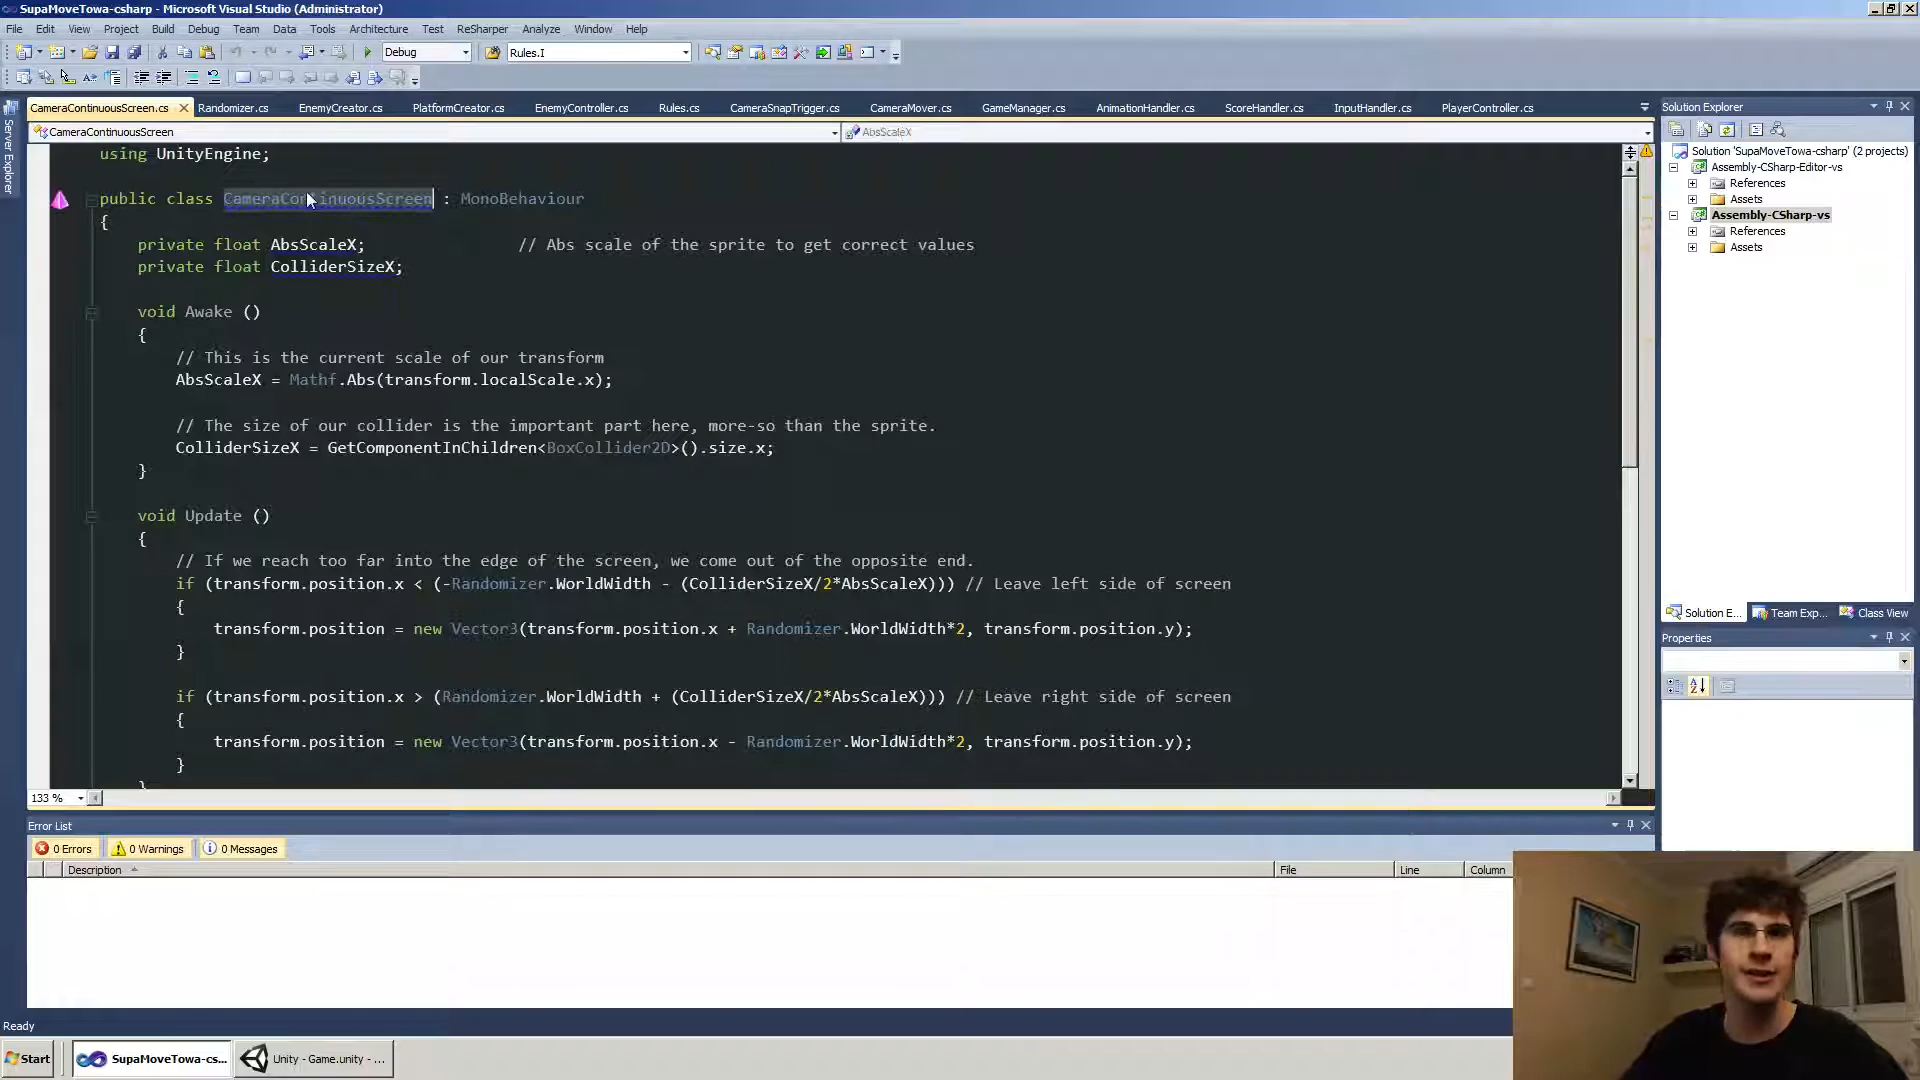 SupaMoveTowa-csharp - Microsoft Visual Studio (Administrator)
File Edit View Project Build Debug Team Data Tools Architecture Test ReSharper Analyze Window Help
Debug Rules.I
CameraContinuousScreen.cs Randomizer.cs EnemyCreator.cs PlatformCreator.cs EnemyController.cs Rules.cs CameraSnapTrigger.cs CameraMover.cs GameManager.cs AnimationHandler.cs ScoreHandler.cs InputHandler.cs PlayerController.cs
CameraContinuousScreen AbsScaleX
using UnityEngine;
public class CameraContinuousScreen : MonoBehaviour
{
private float AbsScaleX; // Abs scale of the sprite to get correct values
private float ColliderSizeX;
void Awake ()
{
// This is the current scale of our transform
AbsScaleX = Mathf.Abs(transform.localScale.x);
// The size of our collider is the important part here, more-so than the sprite.
ColliderSizeX = GetComponentInChildren<BoxCollider2D>().size.x;
}
void Update ()
{
// If we reach too far into the edge of the screen, we come out of the opposite end.
if (transform.position.x < (-Randomizer.WorldWidth - (ColliderSizeX/2*AbsScaleX))) // Leave left side of screen
{
transform.position = new Vector3(transform.position.x + Randomizer.WorldWidth*2, transform.position.y);
}
if (transform.position.x > (Randomizer.WorldWidth + (ColliderSizeX/2*AbsScaleX))) // Leave right side of screen
{
transform.position = new Vector3(transform.position.x - Randomizer.WorldWidth*2, transform.position.y);
}
}
133 %
Server Explorer
Solution Explorer
Solution 'SupaMoveTowa-csharp' (2 projects)
Assembly-CSharp-Editor-vs
References
Assets
Assembly-CSharp-vs
References
Assets
Solution E... Team Exp... Class View
Properties
Error List
0 Errors 0 Warnings 0 Messages
Description File Line Column
Ready
Start SupaMoveTowa-cs... Unity - Game.unity - ...